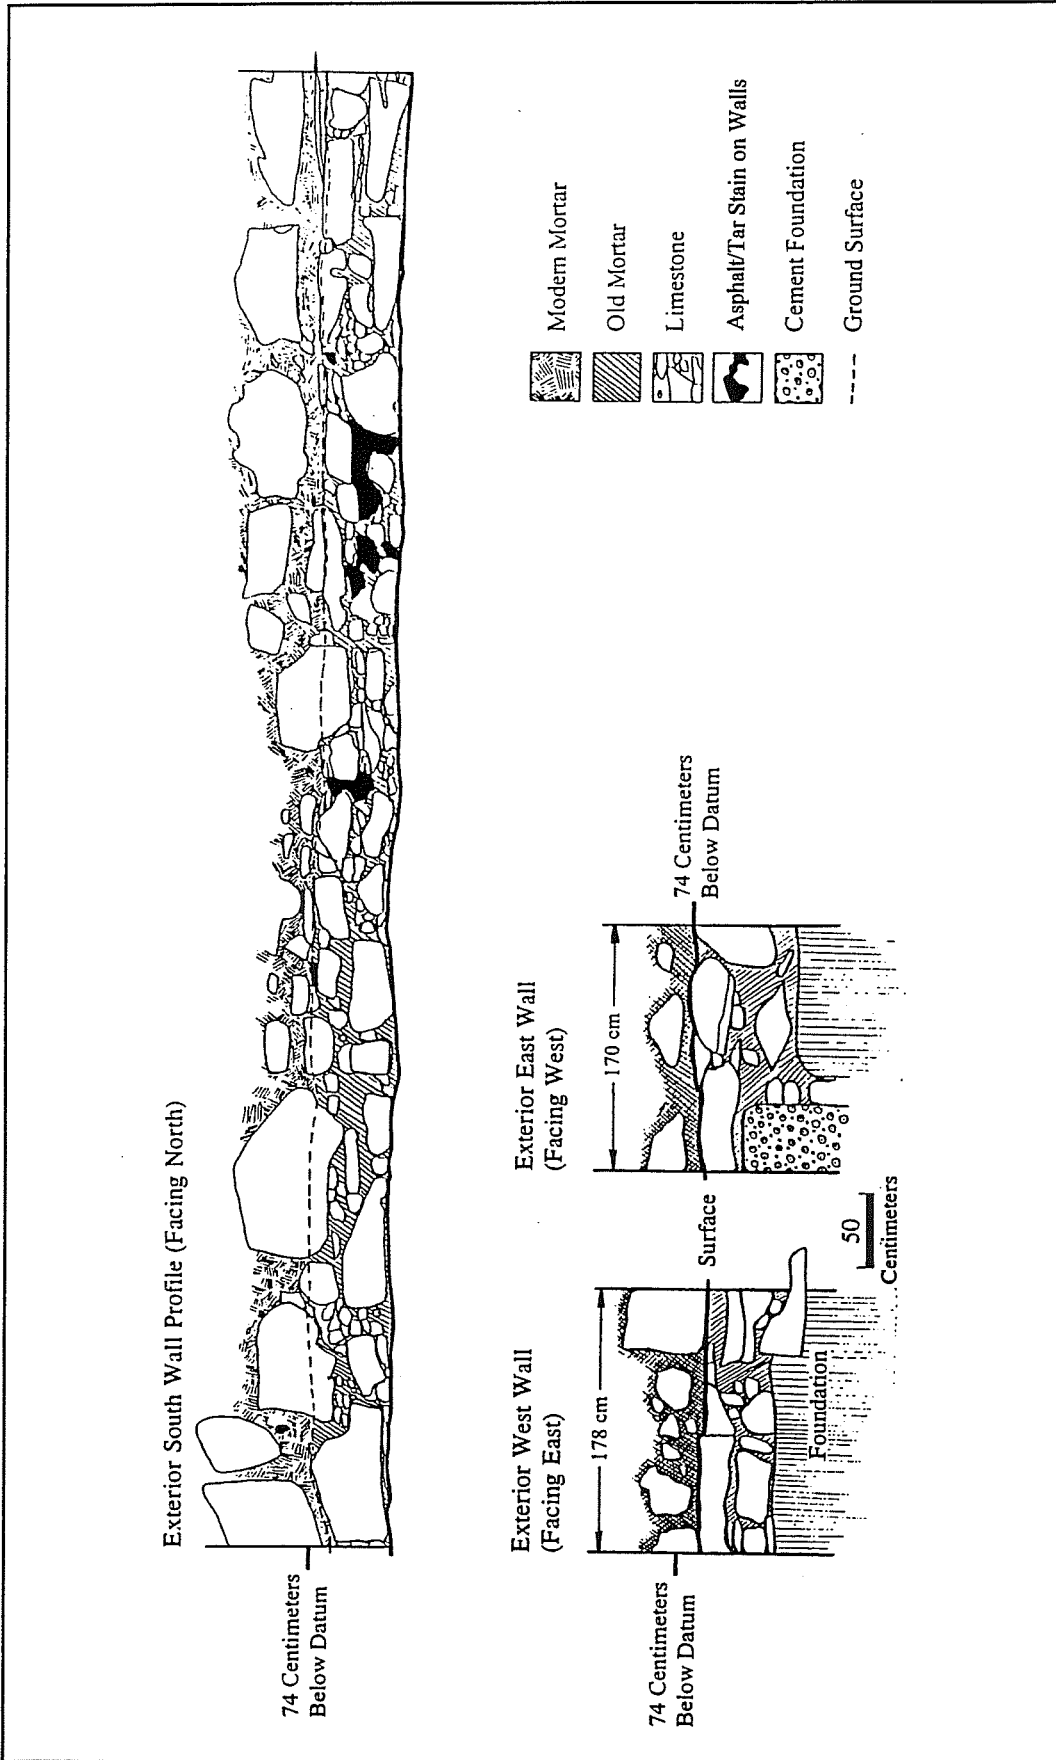 Exterior South Wall Profile (Facing North)
74 Centimeters
Below Datum
Exterior West Wall
(Facing East)
178 cm
74 Centimeters
Below Datum
Surface
Foundation
Exterior East Wall
(Facing West)
170 cm
74 Centimeters
Below Datum
50
Centimeters
Modern Mortar
Old Mortar
Limestone
Asphalt/Tar Stain on Walls
Cement Foundation
Ground Surface